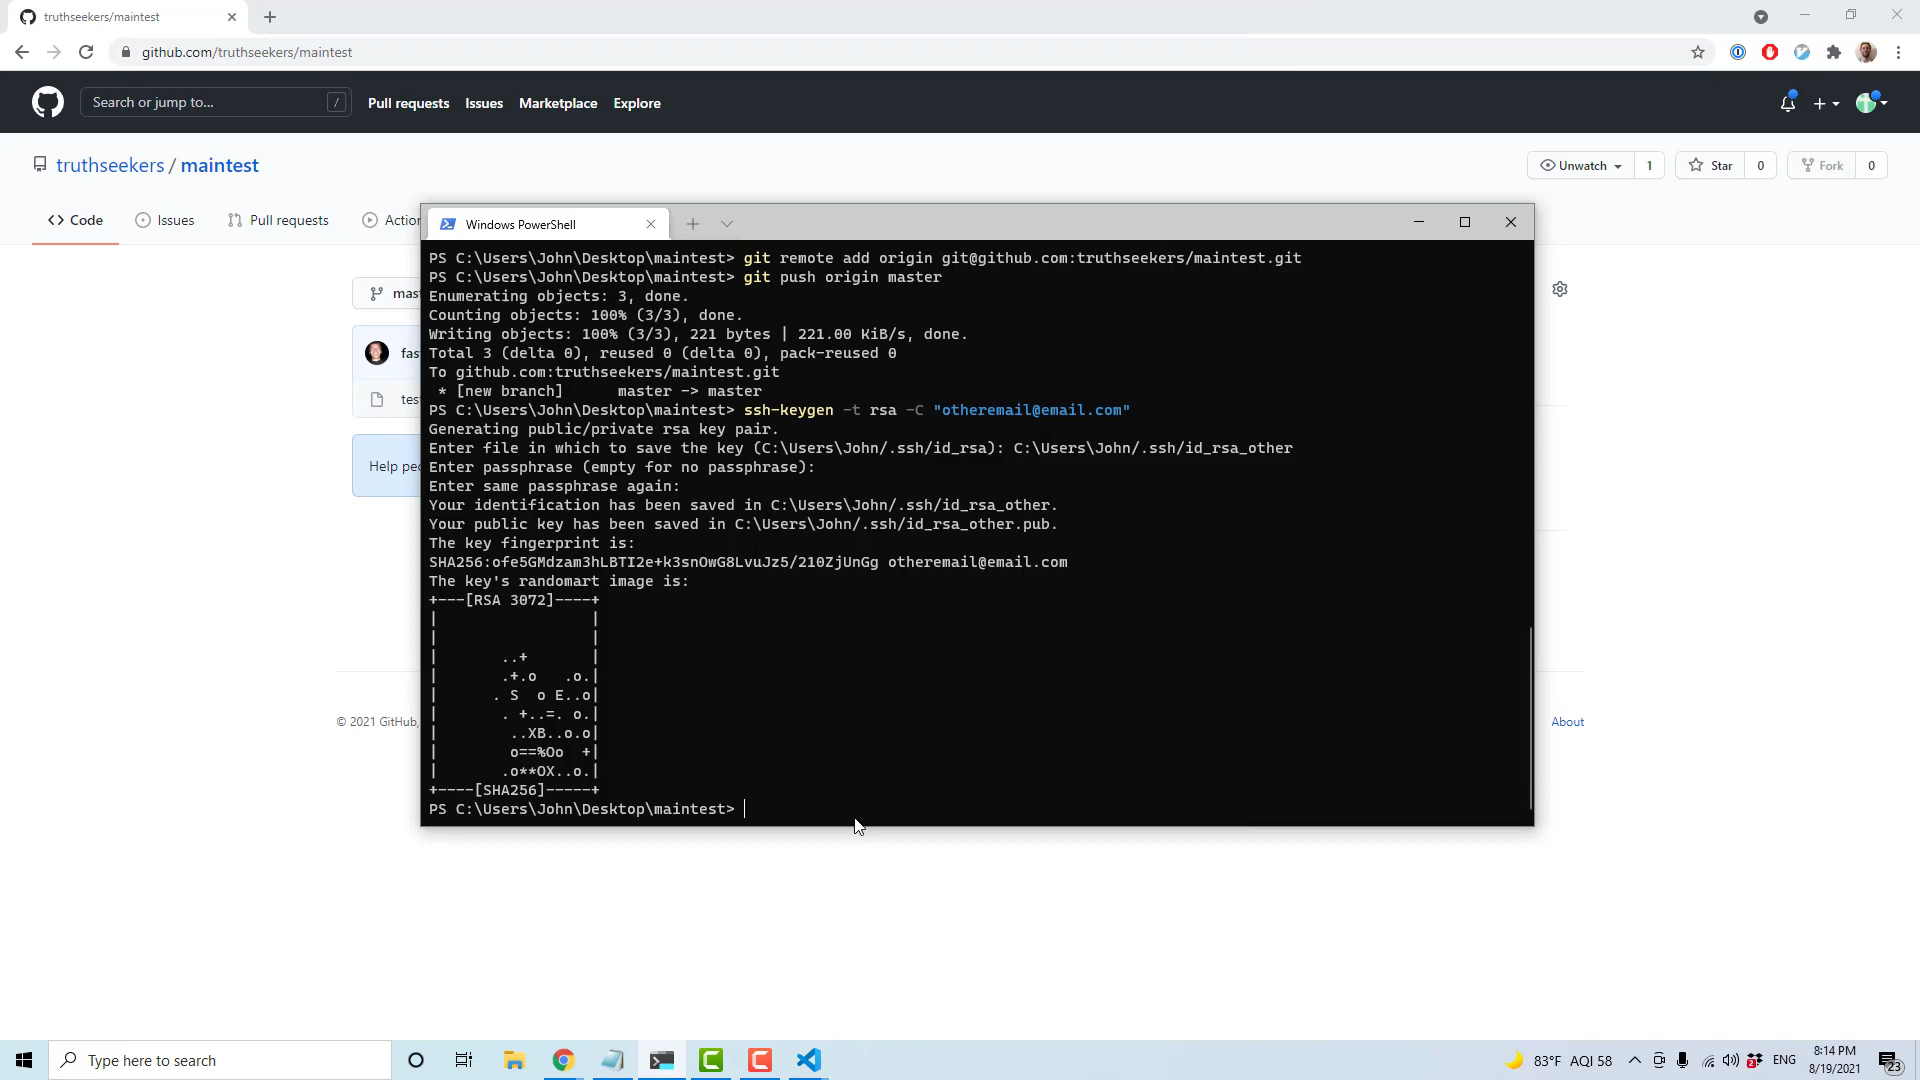 truthseekers/maintest
github.com/truthseekers/maintest
Search or jump to...
/
Pull requests
Issues
Marketplace
Explore
truthseekers / maintest
Unwatch
1
Star
0
Fork
0
Code
Issues
Pull requests
Windows PowerShell
PS C:\Users\John\Desktop\maintest> git remote add origin git@github.com:truthseekers/maintest.git
PS C:\Users\John\Desktop\maintest> git push origin master
Enumerating objects: 3, done.
Counting objects: 100% (3/3), done.
Writing objects: 100% (3/3), 221 bytes | 221.00 KiB/s, done.
Total 3 (delta 0), reused 0 (delta 0), pack-reused 0
To github.com:truthseekers/maintest.git
 * [new branch]      master -> master
PS C:\Users\John\Desktop\maintest> ssh-keygen -t rsa -C "otheremail@email.com"
Generating public/private rsa key pair.
Enter file in which to save the key (C:\Users\John/.ssh/id_rsa): C:\Users\John/.ssh/id_rsa_other
Enter passphrase (empty for no passphrase):
Enter same passphrase again:
Your identification has been saved in C:\Users\John/.ssh/id_rsa_other.
Your public key has been saved in C:\Users\John/.ssh/id_rsa_other.pub.
The key fingerprint is:
SHA256:ofe5GMdzam3hLBTI2e+k3snOwG8LvuJz5/210ZjUnGg otheremail@email.com
The key's randomart image is:
+---[RSA 3072]----+
|                 |
|                 |
|       ..+       |
|       .+.o   .o.|
|      . S  o E..o|
|       . +..=. o.|
|        ..XB..o.o|
|        o==%Oo  +|
|       .o**OX..o.|
+----[SHA256]-----+
PS C:\Users\John\Desktop\maintest>
Help
© 2021 GitHub,
About
Type here to search
83°F AQI 58
ENG
8:14 PM
8/19/2021
23